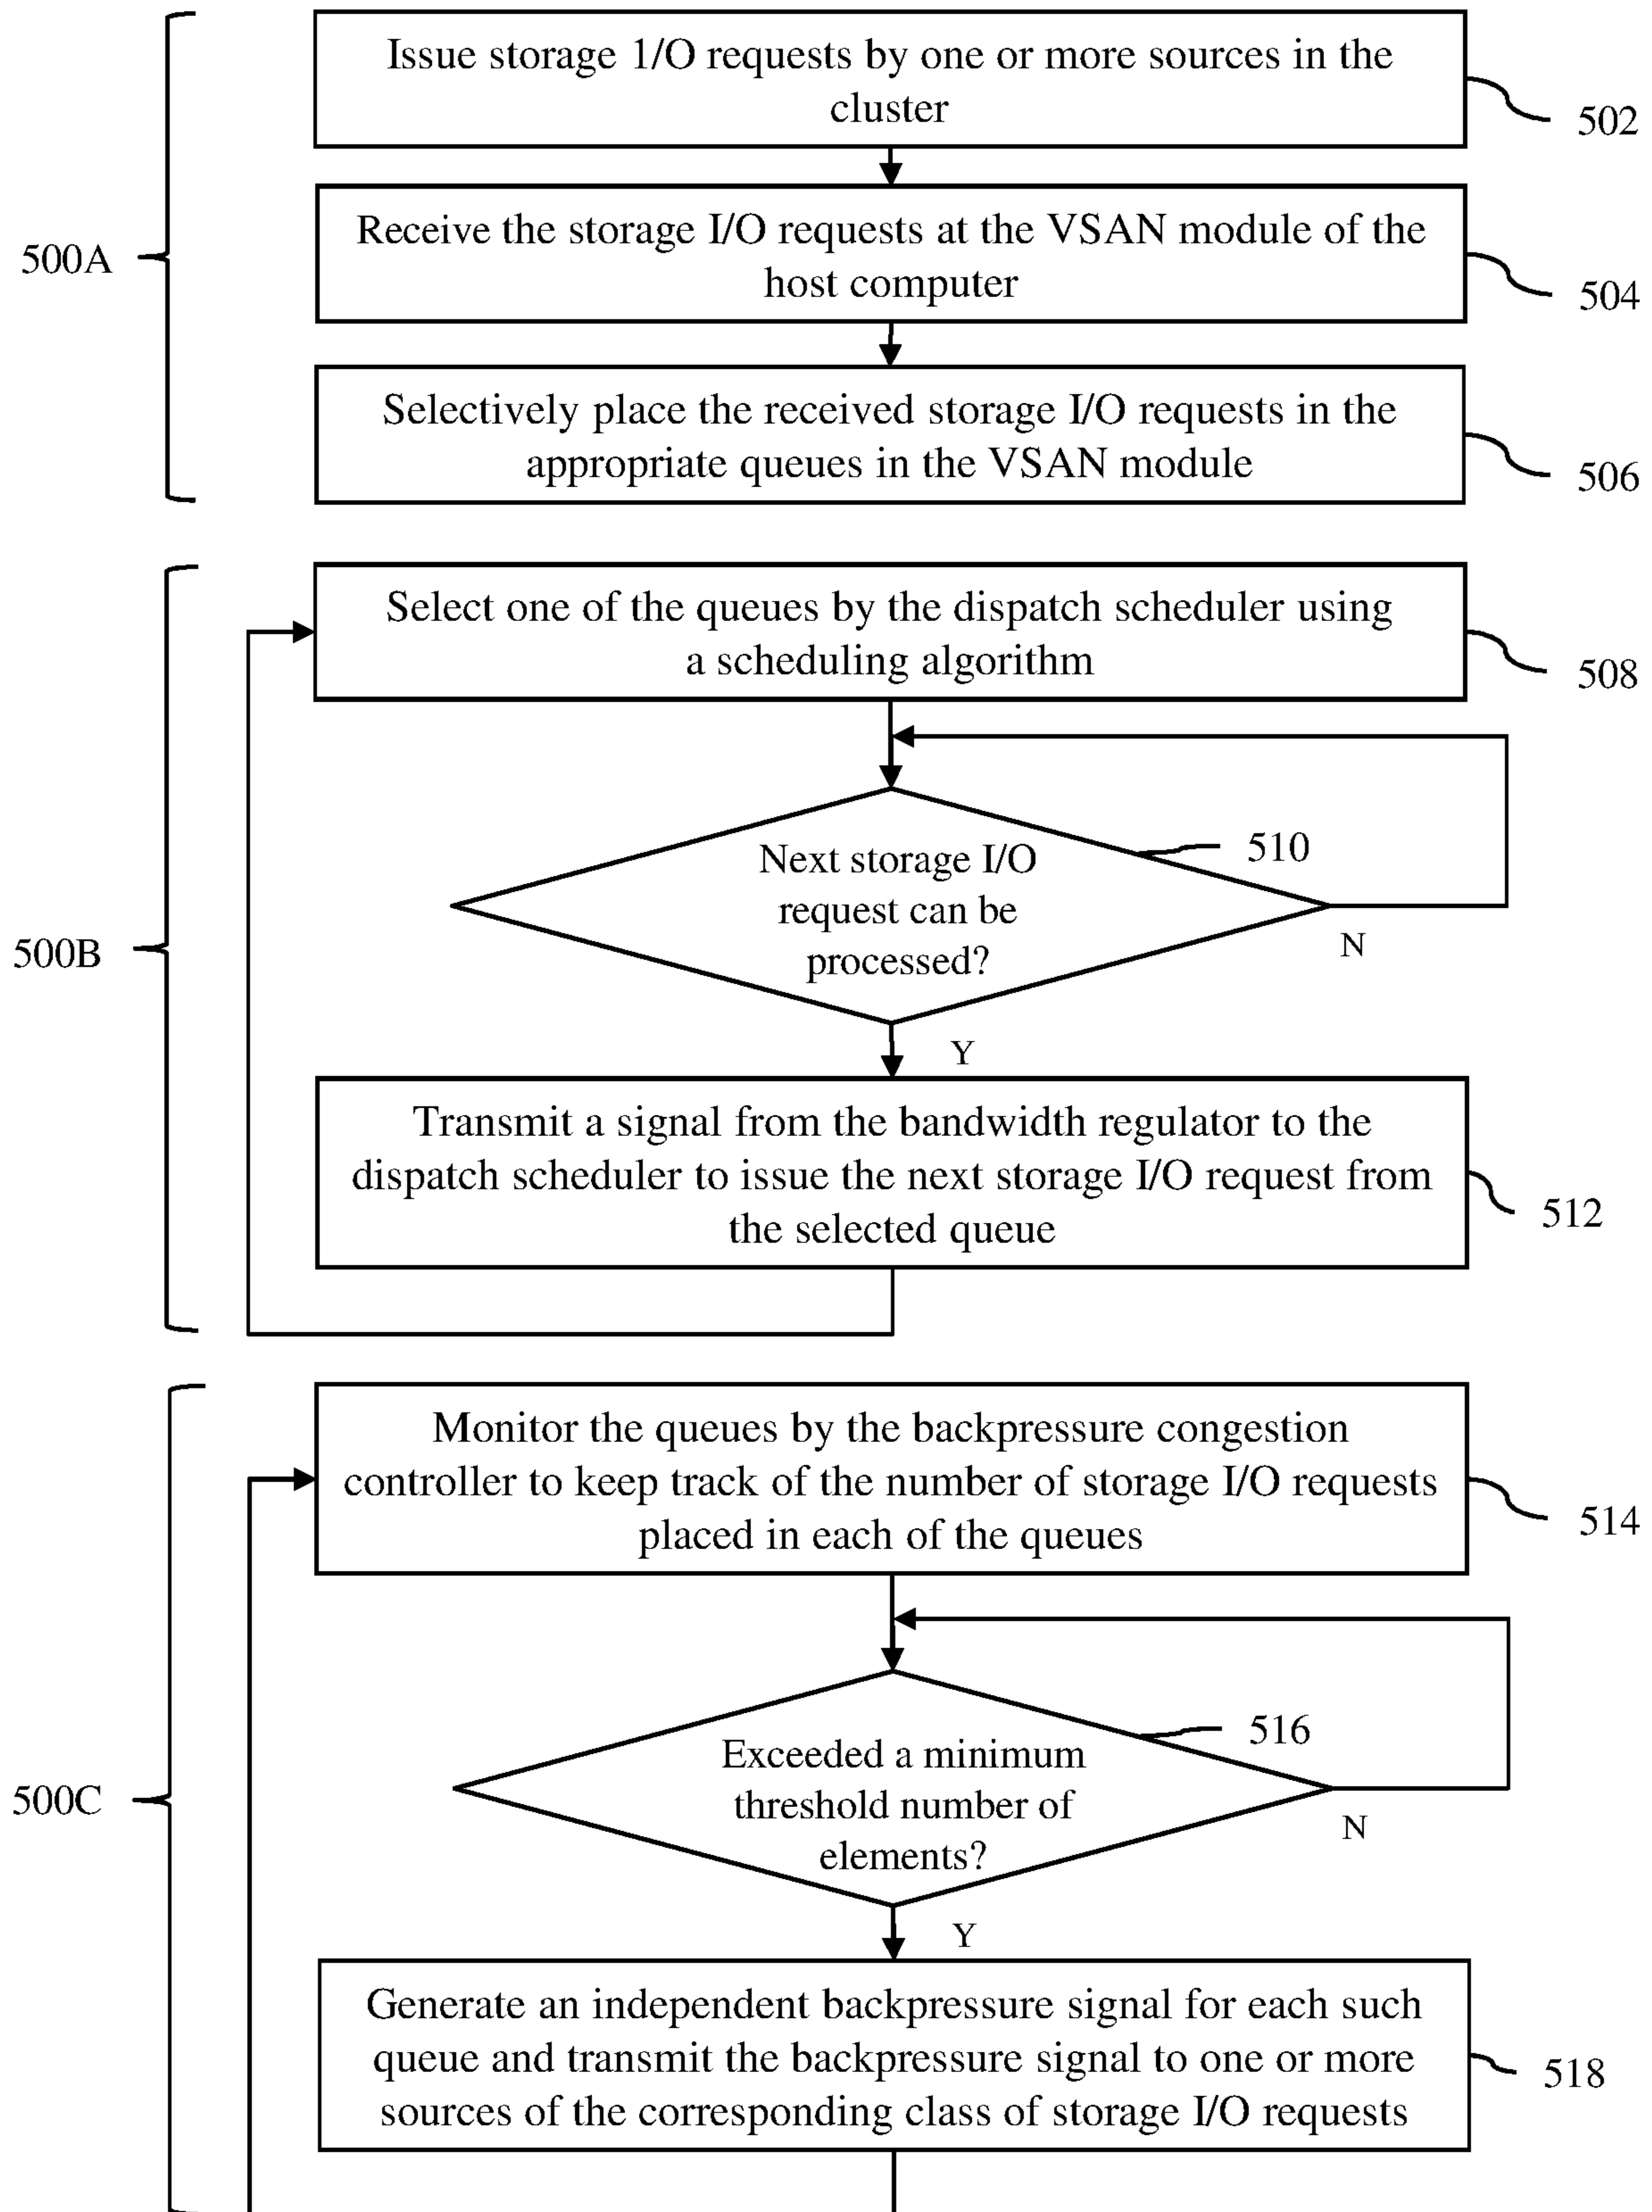 Issue storage 1/O requests by one or more sources in the
cluster
502
Receive the storage I/O requests at the VSAN module of the
host computer
504
500A
Selectively place the received storage I/O requests in the
appropriate queues in the VSAN module
506
Select one of the queues by the dispatch scheduler using
a scheduling algorithm
508
Next storage I/O
request can be
processed?
510
N
500B
Y
Transmit a signal from the bandwidth regulator to the
dispatch scheduler to issue the next storage I/O request from
the selected queue
512
Monitor the queues by the backpressure congestion
controller to keep track of the number of storage I/O requests
placed in each of the queues
514
Exceeded a minimum
threshold number of
elements?
516
N
500C
Y
Generate an independent backpressure signal for each such
queue and transmit the backpressure signal to one or more
sources of the corresponding class of storage I/O requests
518